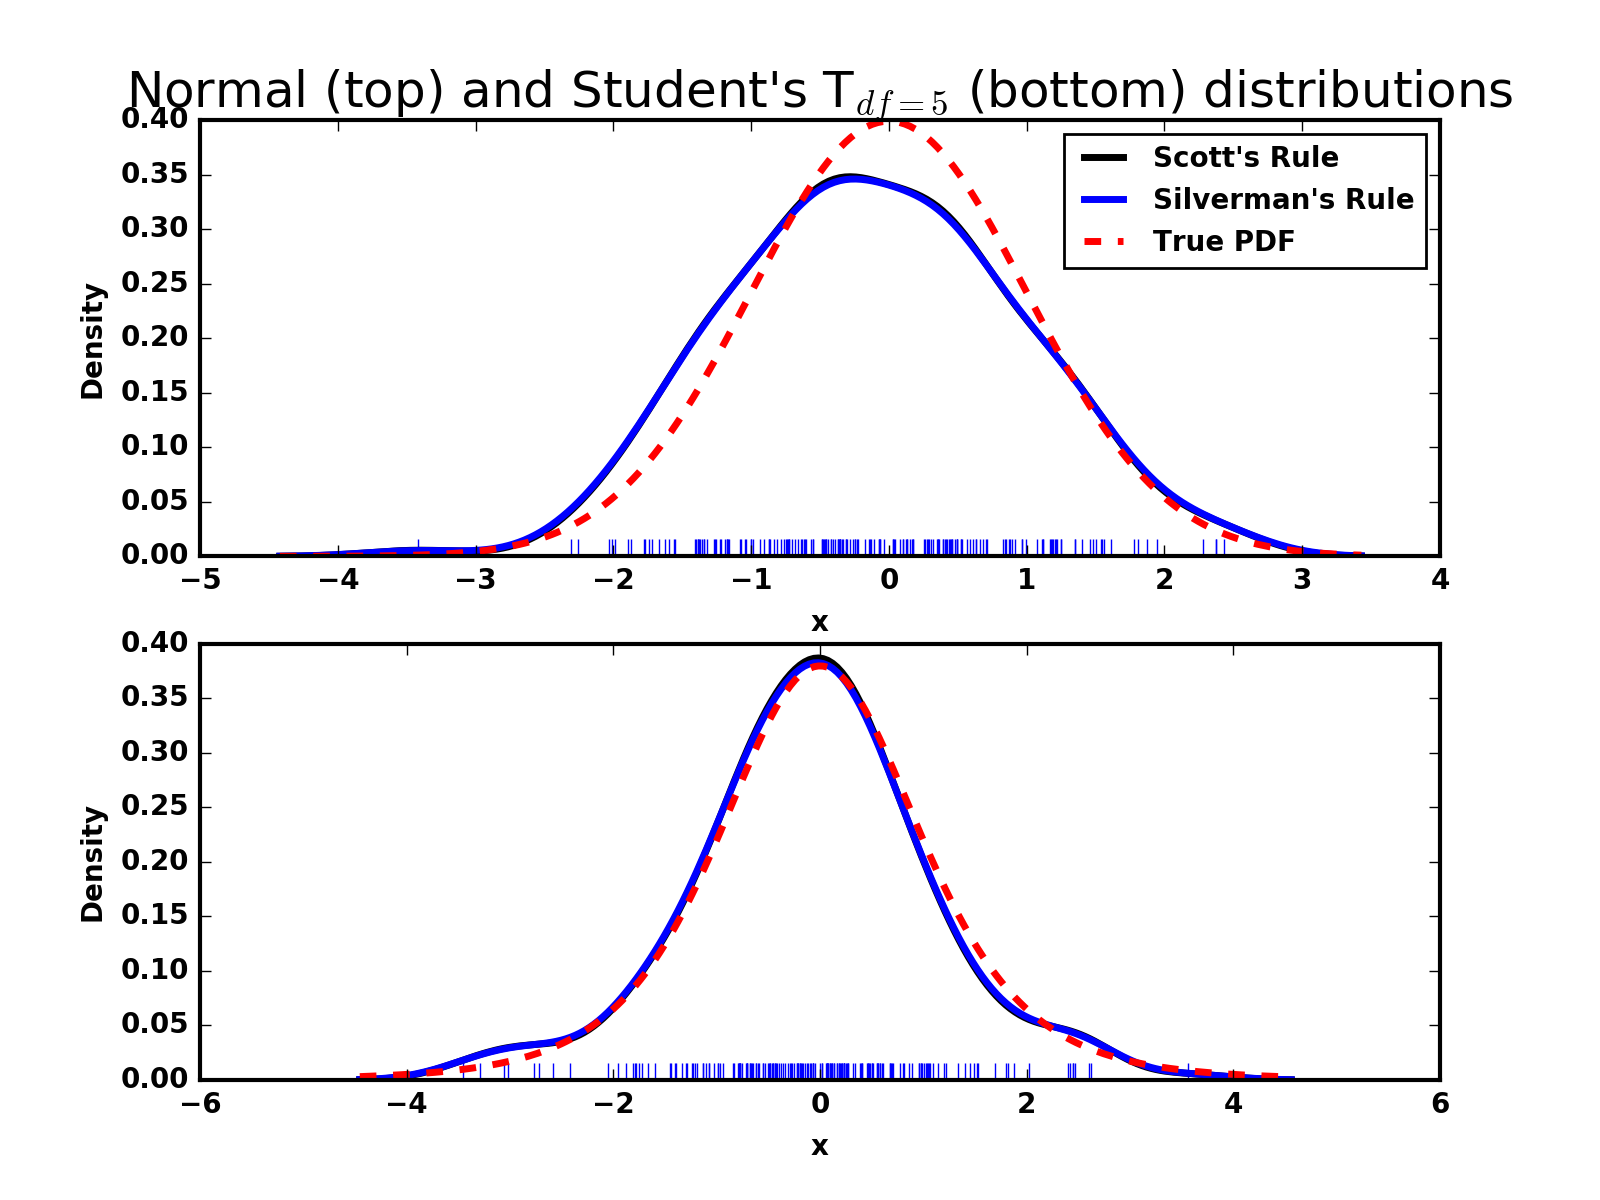 Normal (top) and Student's T_{df=5} (bottom) distributions
0.40
0.35
0.30
0.25
0.20
0.15
0.10
0.05
0.00
Density
Scott's Rule
Silverman's Rule
True PDF
−5 −4 −3 −2 −1 0 1 2 3 4
x
0.40
0.35
0.30
0.25
0.20
0.15
0.10
0.05
0.00
Density
−6 −4 −2 0 2 4 6
x